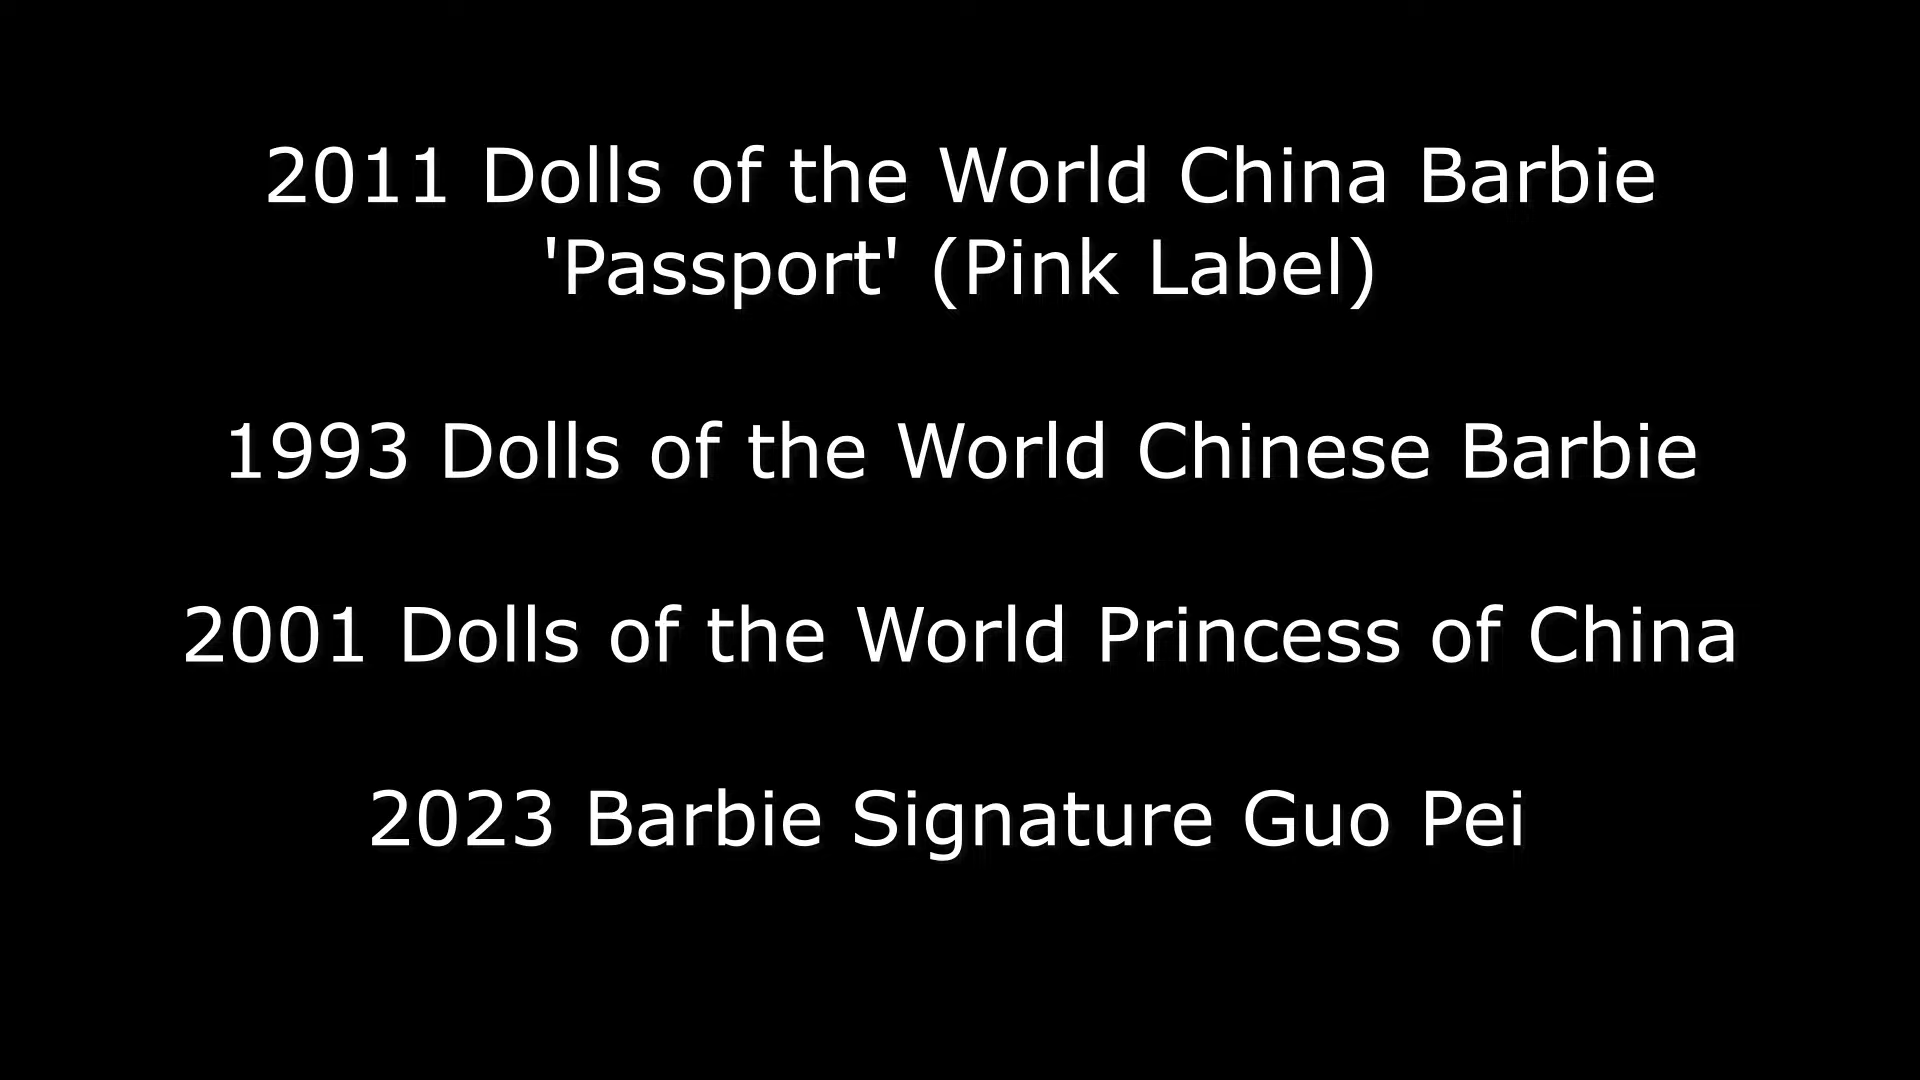 2011 Dolls of the World China Barbie
'Passport' (Pink Label)
1993 Dolls of the World Chinese Barbie
2001 Dolls of the World Princess of China
2023 Barbie Signature Guo Pei